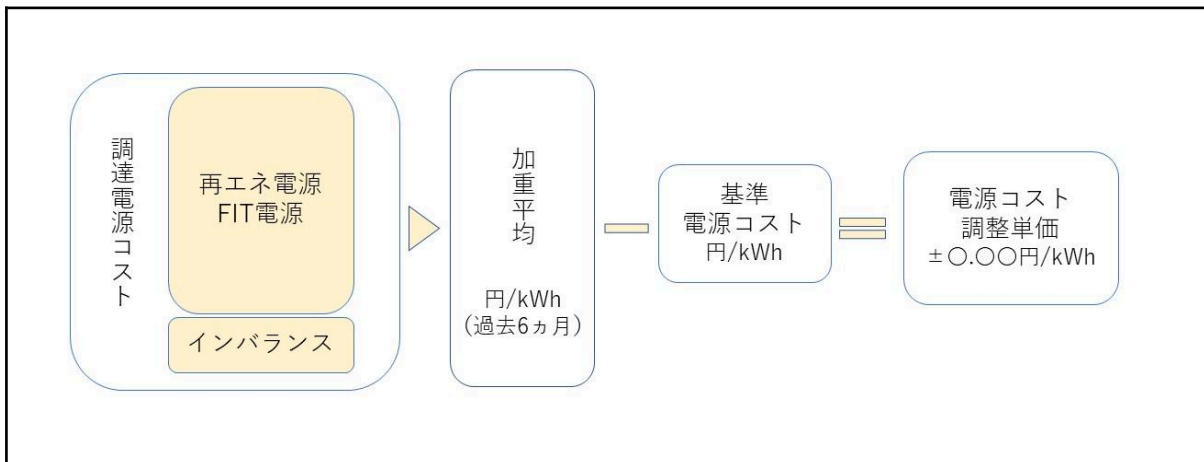 調達電源コスト
再エネ電源
FIT電源
インバランス
加重平均
円/kWh
(過去6ヵ月)
基準
電源コスト
円/kWh
電源コスト
調整単価
±〇.〇〇円/kWh